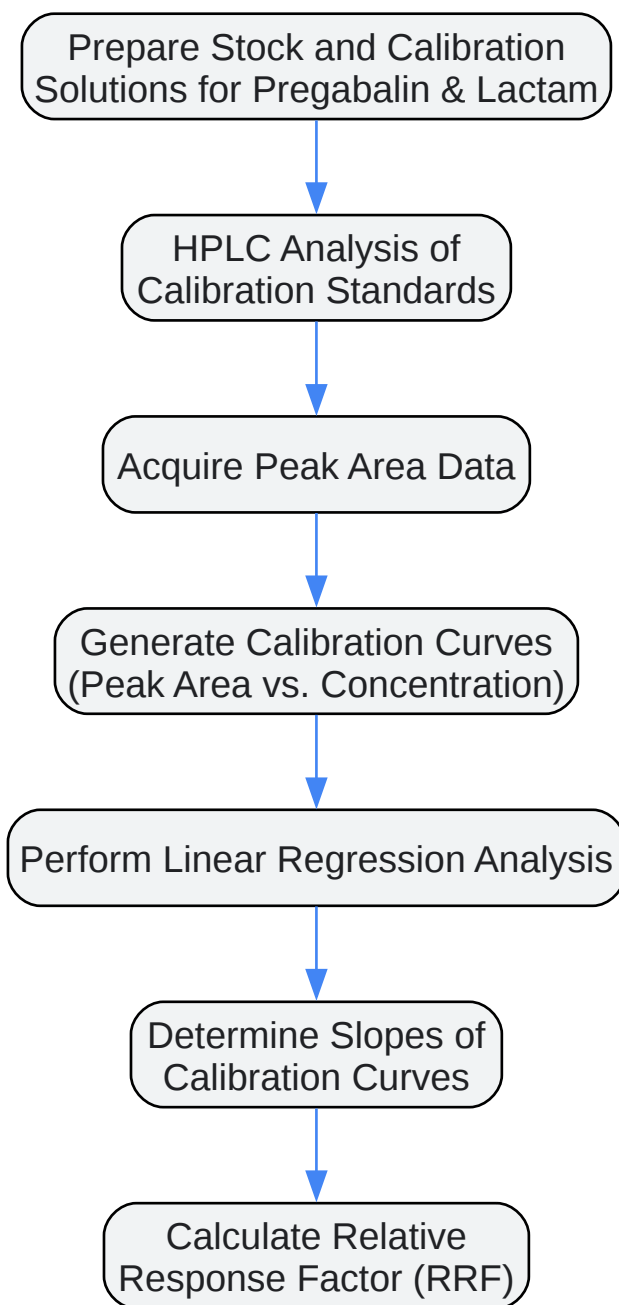 Prepare Stock and Calibration
Solutions for Pregabalin & Lactam
HPLC Analysis of
Calibration Standards
Acquire Peak Area Data
Generate Calibration Curves
(Peak Area vs. Concentration)
Perform Linear Regression Analysis
Determine Slopes of
Calibration Curves
Calculate Relative
Response Factor (RRF)